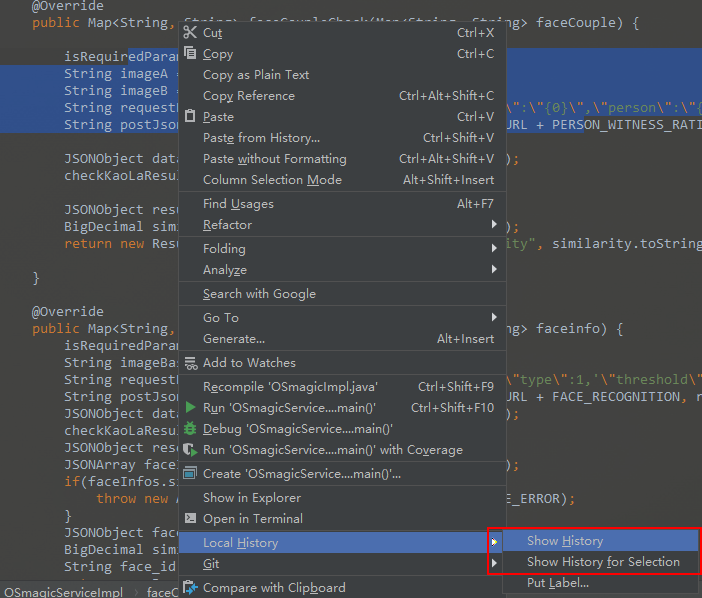 @Override
public Map<String, String> faceCoupleCheck(Map<String, String> faceCouple) {
isRequiredParam
String imageA =
String imageB =
String request \":\"{0}\",\"person\":\"{
String postJson URL + PERSON_WITNESS_RATI
JSONObject data );
checkKaoLaResul
JSONObject resu
BigDecimal simi );
return new Resu ity", similarity.toString
}
@Override
public Map<String, ng> faceinfo) {
isRequiredParam
String imageBas
String request \"type\":1,'\"threshold\"
String postJson URL + FACE_RECOGNITION, r
JSONObject data );
checkKaoLaResul
JSONObject reso
JSONArray faceI );
if(faceInfos.si
throw new A E_ERROR);
}
JSONObject face
BigDecimal simi
String face_id
Cut Ctrl+X
Copy Ctrl+C
Copy as Plain Text
Copy Reference Ctrl+Alt+Shift+C
Paste Ctrl+V
Paste from History... Ctrl+Shift+V
Paste without Formatting Ctrl+Alt+Shift+V
Column Selection Mode Alt+Shift+Insert
Find Usages Alt+F7
Refactor
Folding
Analyze
Search with Google
Go To
Generate... Alt+Insert
Add to Watches
Recompile 'OSmagicImpl.java' Ctrl+Shift+F9
Run 'OSmagicService....main()' Ctrl+Shift+F10
Debug 'OSmagicService....main()'
Run 'OSmagicService....main()' with Coverage
Create 'OSmagicService....main()'...
Show in Explorer
Open in Terminal
Local History
Git
Compare with Clipboard
Show History
Show History for Selection
Put Label...
OSmagicServiceImpl › faceC